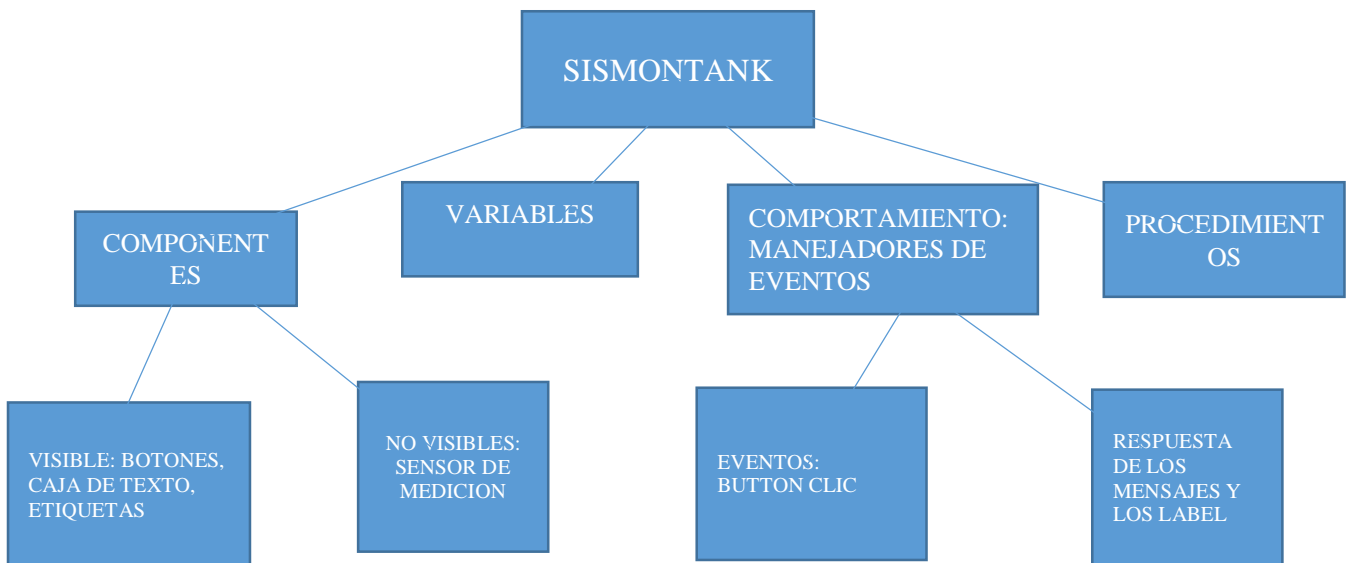 SISMONTANK
COMPONENT
ES
VARIABLES
COMPORTAMIENTO:
MANEJADORES DE
EVENTOS
PROCEDIMIENT
OS
VISIBLE: BOTONES,
CAJA DE TEXTO,
ETIQUETAS
NO VISIBLES:
SENSOR DE
MEDICION
EVENTOS:
BUTTON CLIC
RESPUESTA
DE LOS
MENSAJES Y
LOS LABEL